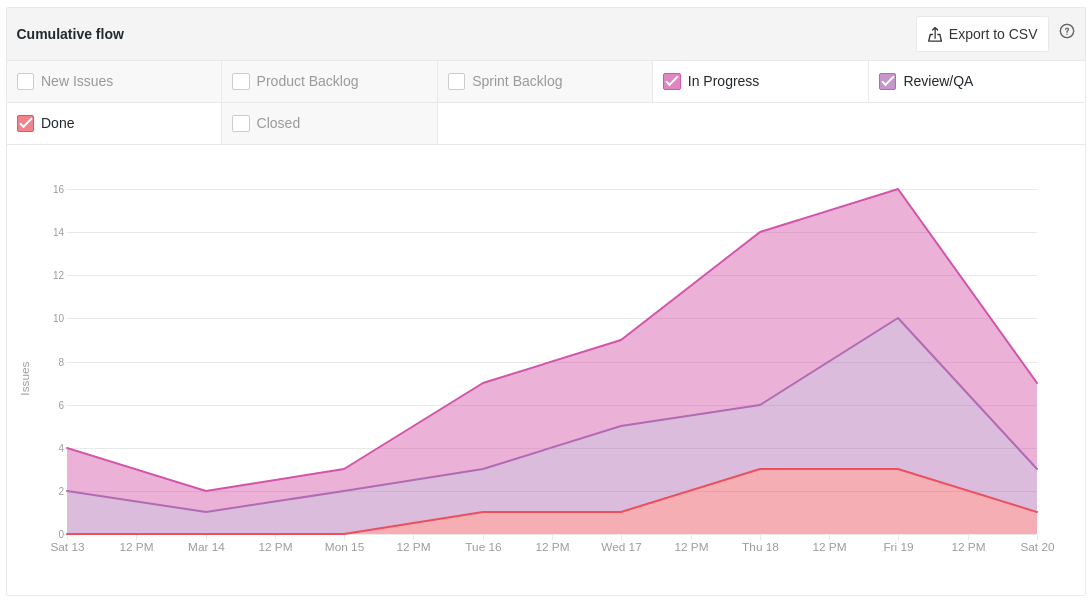 Cumulative flow
Export to CSV
?
New Issues
Product Backlog
Sprint Backlog
In Progress
Review/QA
Done
Closed
16
14
12
10
8
6
4
2
0
Issues
Sat 13
12 PM
Mar 14
12 PM
Mon 15
12 PM
Tue 16
12 PM
Wed 17
12 PM
Thu 18
12 PM
Fri 19
12 PM
Sat 20